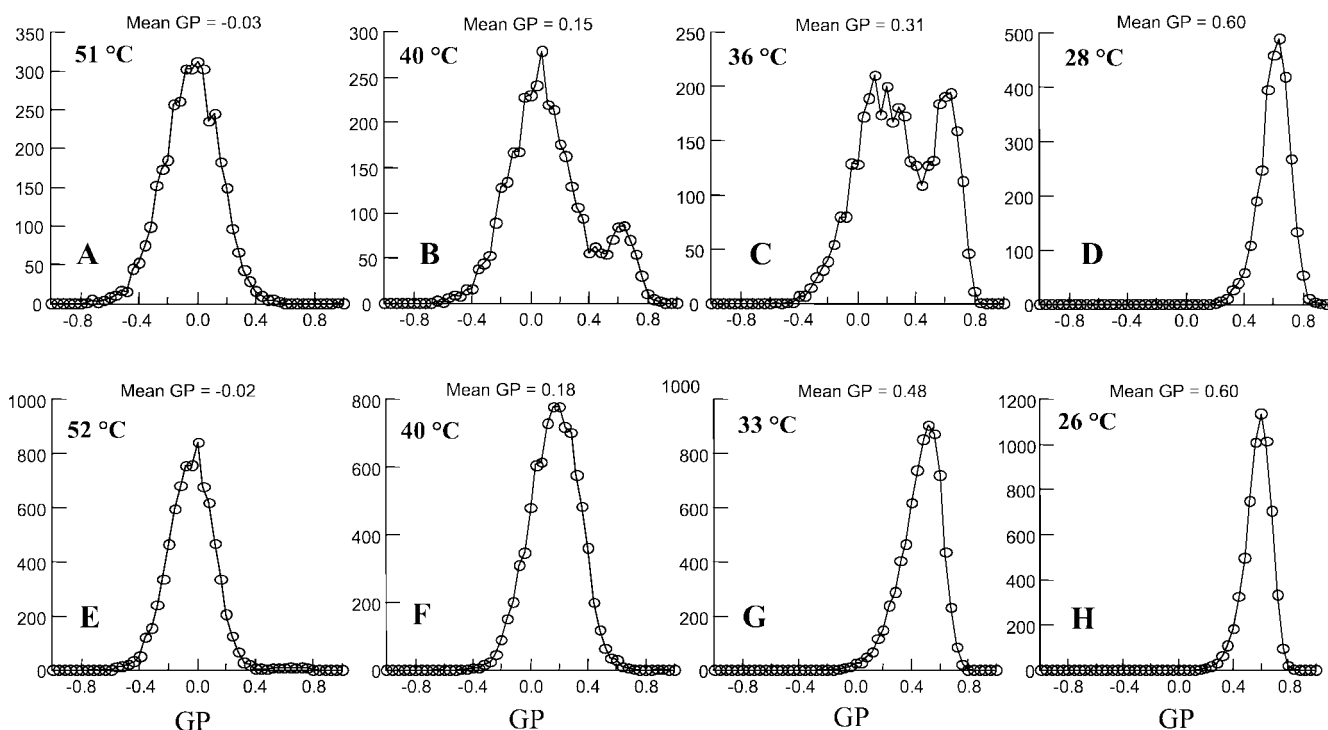 Mean GP = -0.03
51 °C
350
300
250
200
150
100
50
0
A
-0.8 -0.4 0.0 0.4 0.8
Mean GP = 0.15
40 °C
300
250
200
150
100
50
0
B
-0.8 -0.4 0.0 0.4 0.8
Mean GP = 0.31
36 °C
250
200
150
100
50
0
C
-0.8 -0.4 0.0 0.4 0.8
Mean GP = 0.60
28 °C
500
400
300
200
100
0
D
-0.8 -0.4 0.0 0.4 0.8
Mean GP = -0.02
52 °C
1000
800
600
400
200
0
E
-0.8 -0.4 0.0 0.4 0.8
GP
Mean GP = 0.18
40 °C
800
600
400
200
0
F
-0.8 -0.4 0.0 0.4 0.8
GP
Mean GP = 0.48
33 °C
1000
800
600
400
200
0
G
-0.8 -0.4 0.0 0.4 0.8
GP
Mean GP = 0.60
26 °C
1200
1000
800
600
400
200
0
H
-0.8 -0.4 0.0 0.4 0.8
GP